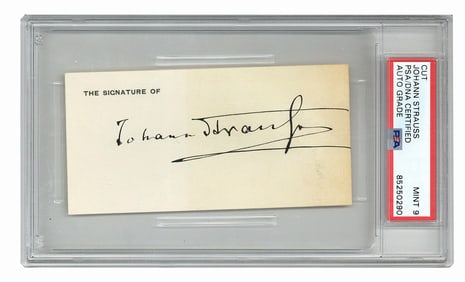 THE SIGNATURE OF
Johann Strauss
CUT
JOHANN STRAUSS
PSA/DNA CERTIFIED
AUTO GRADE
MINT 9
PSA
85250290